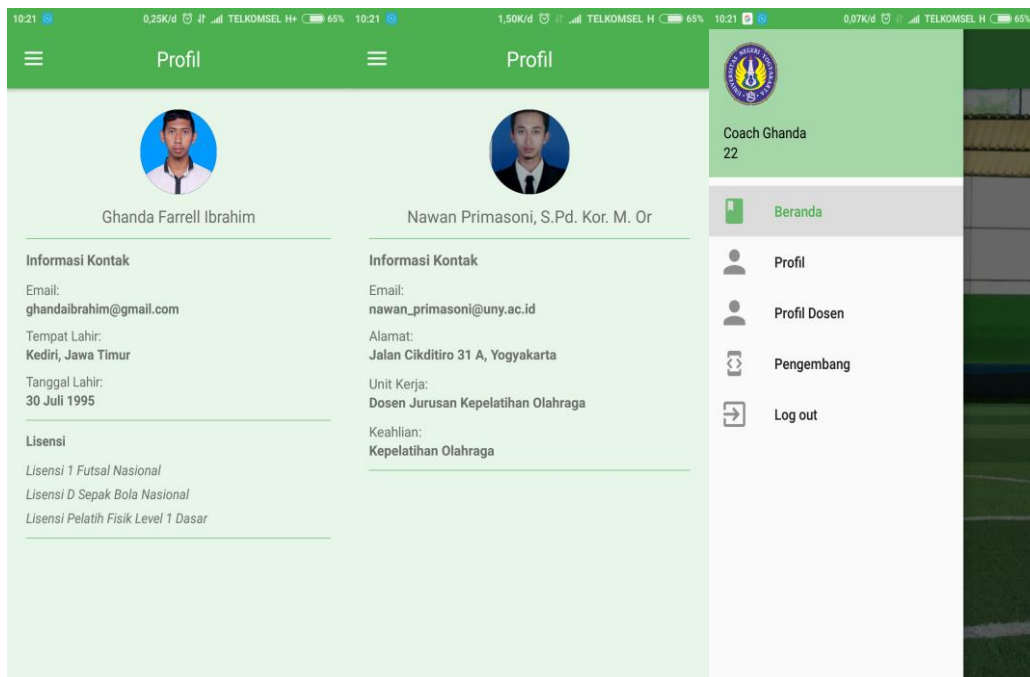 10:21 0,25K/d TELKOMSEL H+ 65%
Profil
Ghanda Farrell Ibrahim
Informasi Kontak
Email:
ghandaibrahim@gmail.com
Tempat Lahir:
Kediri, Jawa Timur
Tanggal Lahir:
30 Juli 1995
Lisensi
Lisensi 1 Futsal Nasional
Lisensi D Sepak Bola Nasional
Lisensi Pelatih Fisik Level 1 Dasar
10:21 1,50K/d TELKOMSEL H 65%
Profil
Nawan Primasoni, S.Pd. Kor. M. Or
Informasi Kontak
Email:
nawan_primasoni@uny.ac.id
Alamat:
Jalan Cikditiro 31 A, Yogyakarta
Unit Kerja:
Dosen Jurusan Kepelatihan Olahraga
Keahlian:
Kepelatihan Olahraga
10:21 0,07K/d TELKOMSEL H 65%
UNIVERSITAS NEGERI YOGYAKARTA
Coach Ghanda
22
Beranda
Profil
Profil Dosen
Pengembang
Log out